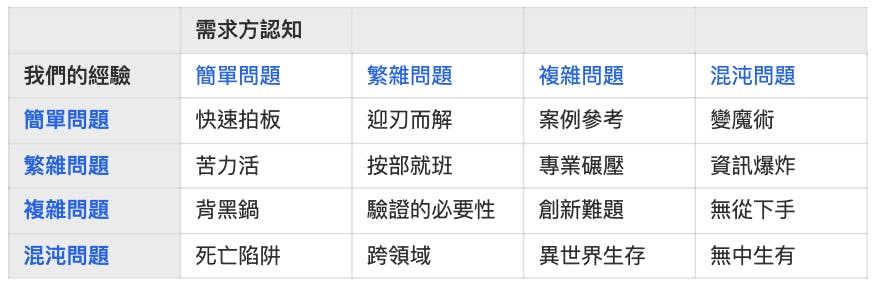 需求方認知
我們的經驗 簡單問題 繁雜問題 複雜問題 混沌問題
簡單問題 快速拍板 迎刃而解 案例參考 變魔術
繁雜問題 苦力活 按部就班 專業碾壓 資訊爆炸
複雜問題 背黑鍋 驗證的必要性 創新難題 無從下手
混沌問題 死亡陷阱 跨領域 異世界生存 無中生有